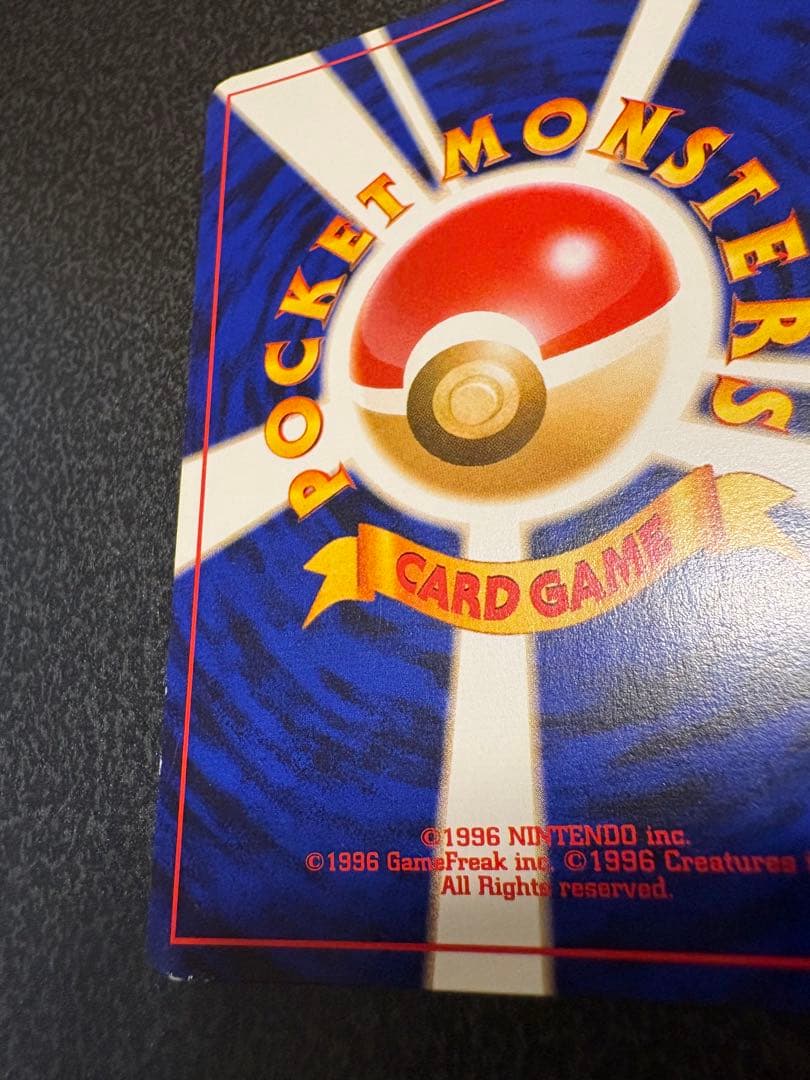 POCKET MONSTERS
CARD GAME
©1996 NINTENDO inc.
©1996 GameFreak inc. ©1996 Creatures
All Rights reserved.